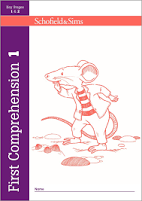 Key Stages
1 & 2
Schofield&Sims
First Comprehension 1
Name